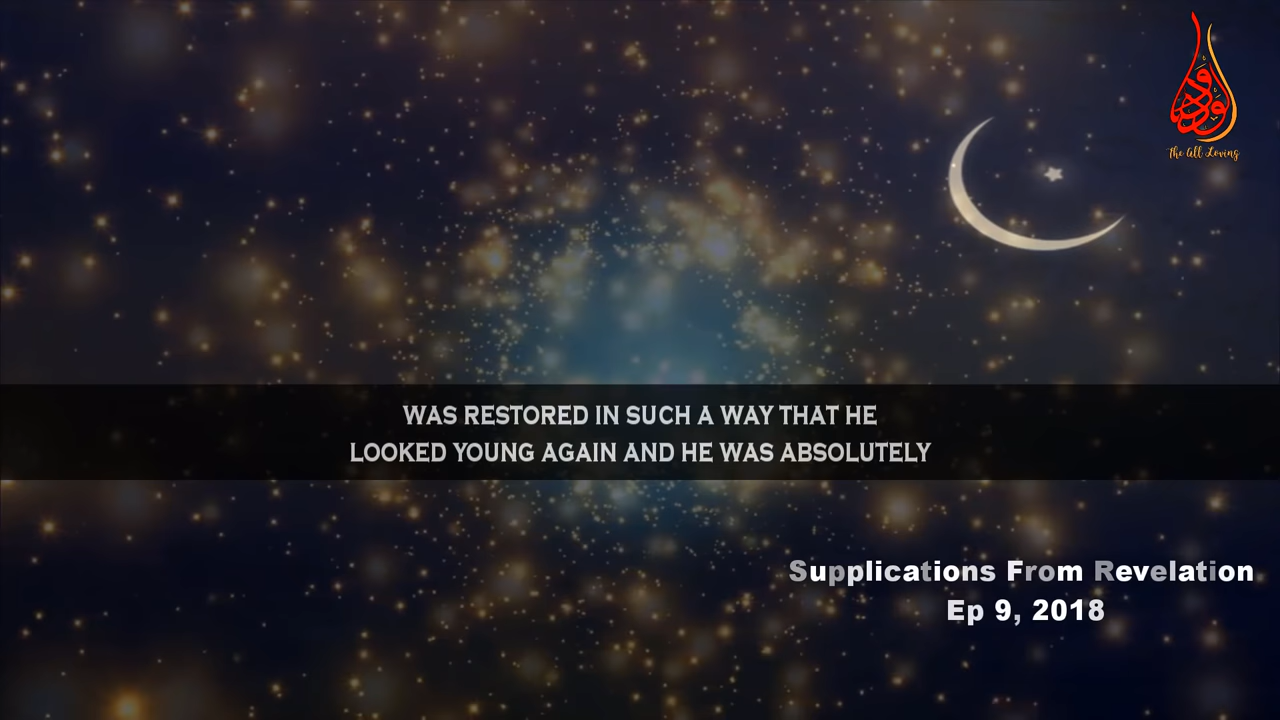 ودود
The All Loving
WAS RESTORED IN SUCH A WAY THAT HE
LOOKED YOUNG AGAIN AND HE WAS ABSOLUTELY
Supplications From Revelation
Ep 9, 2018